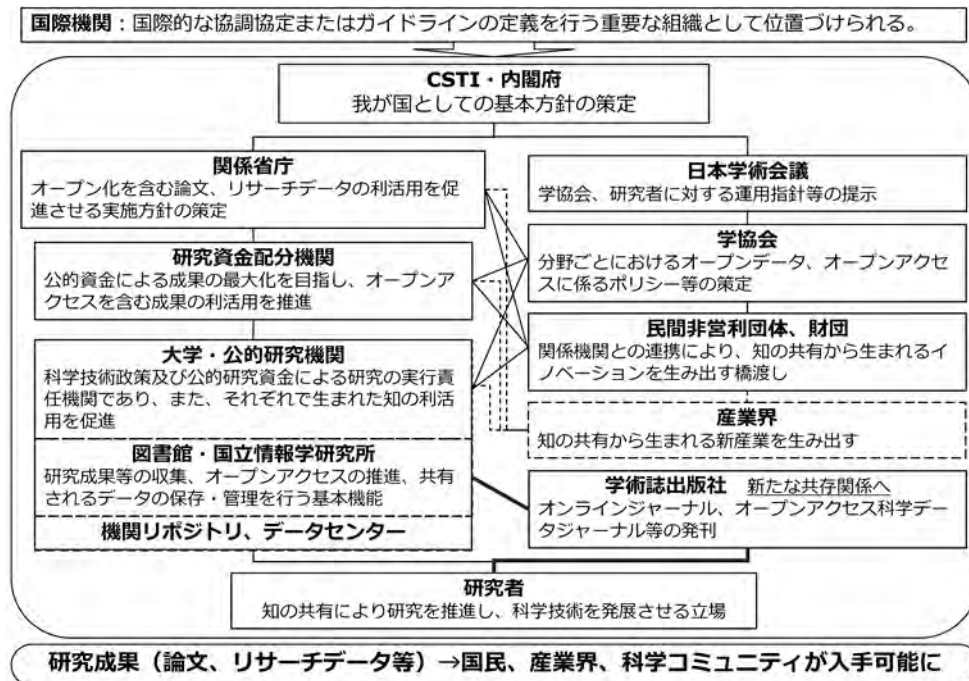 国際機関：国際的な協調協定またはガイドラインの定義を行う重要な組織として位置づけられる。
CSTI・内閣府
我が国としての基本方針の策定
関係省庁
オープン化を含む論文、リサーチデータの利活用を促
進させる実施方針の策定
研究資金配分機関
公的資金による成果の最大化を目指し、オープンア
クセスを含む成果の利活用を推進
大学・公的研究機関
科学技術政策及び公的研究資金による研究の実行責
任機関であり、また、それぞれで生まれた知の利活
用を促進
図書館・国立情報学研究所
研究成果等の収集、オープンアクセスの推進、共有
されるデータの保存・管理を行う基本機能
機関リポジトリ、データセンター
日本学術会議
学協会、研究者に対する運用指針等の提示
学協会
分野ごとにおけるオープンデータ、オープンアクセ
スに係るポリシー等の策定
民間非営利団体、財団
関係機関との連携により、知の共有から生まれるイ
ノベーションを生み出す橋渡し
産業界
知の共有から生まれる新産業を生み出す
学術誌出版社 新たな共存関係へ
オンラインジャーナル、オープンアクセス科学デー
タジャーナル等の発刊
研究者
知の共有により研究を推進し、科学技術を発展させる立場
研究成果（論文、リサーチデータ等）→国民、産業界、科学コミュニティが入手可能に